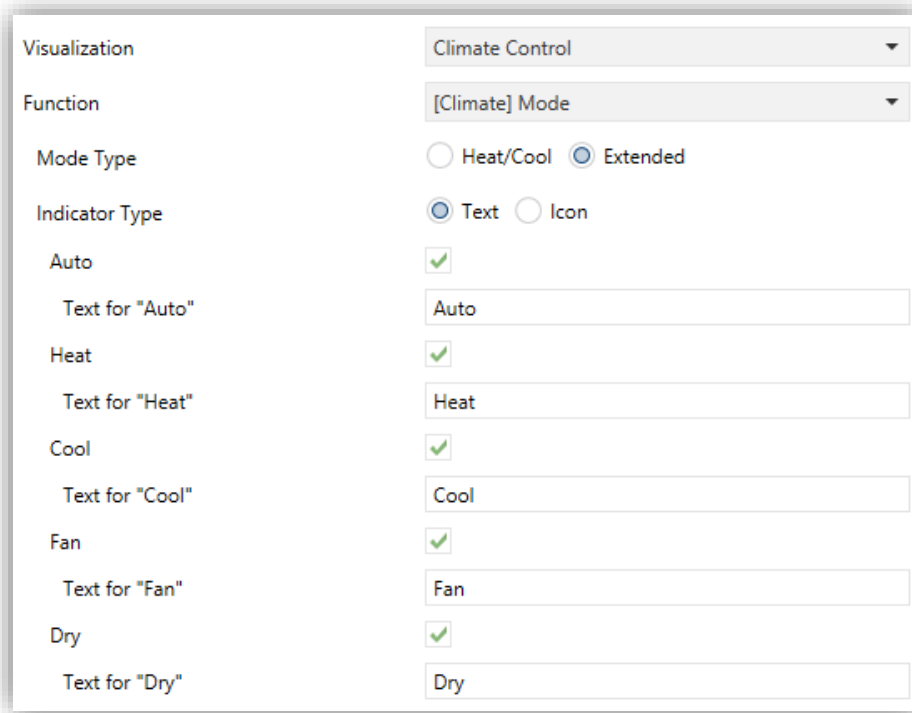 Visualization Climate Control
Function [Climate] Mode
Mode Type Heat/Cool Extended
Indicator Type Text Icon
Auto
Text for "Auto" Auto
Heat
Text for "Heat" Heat
Cool
Text for "Cool" Cool
Fan
Text for "Fan" Fan
Dry
Text for "Dry" Dry